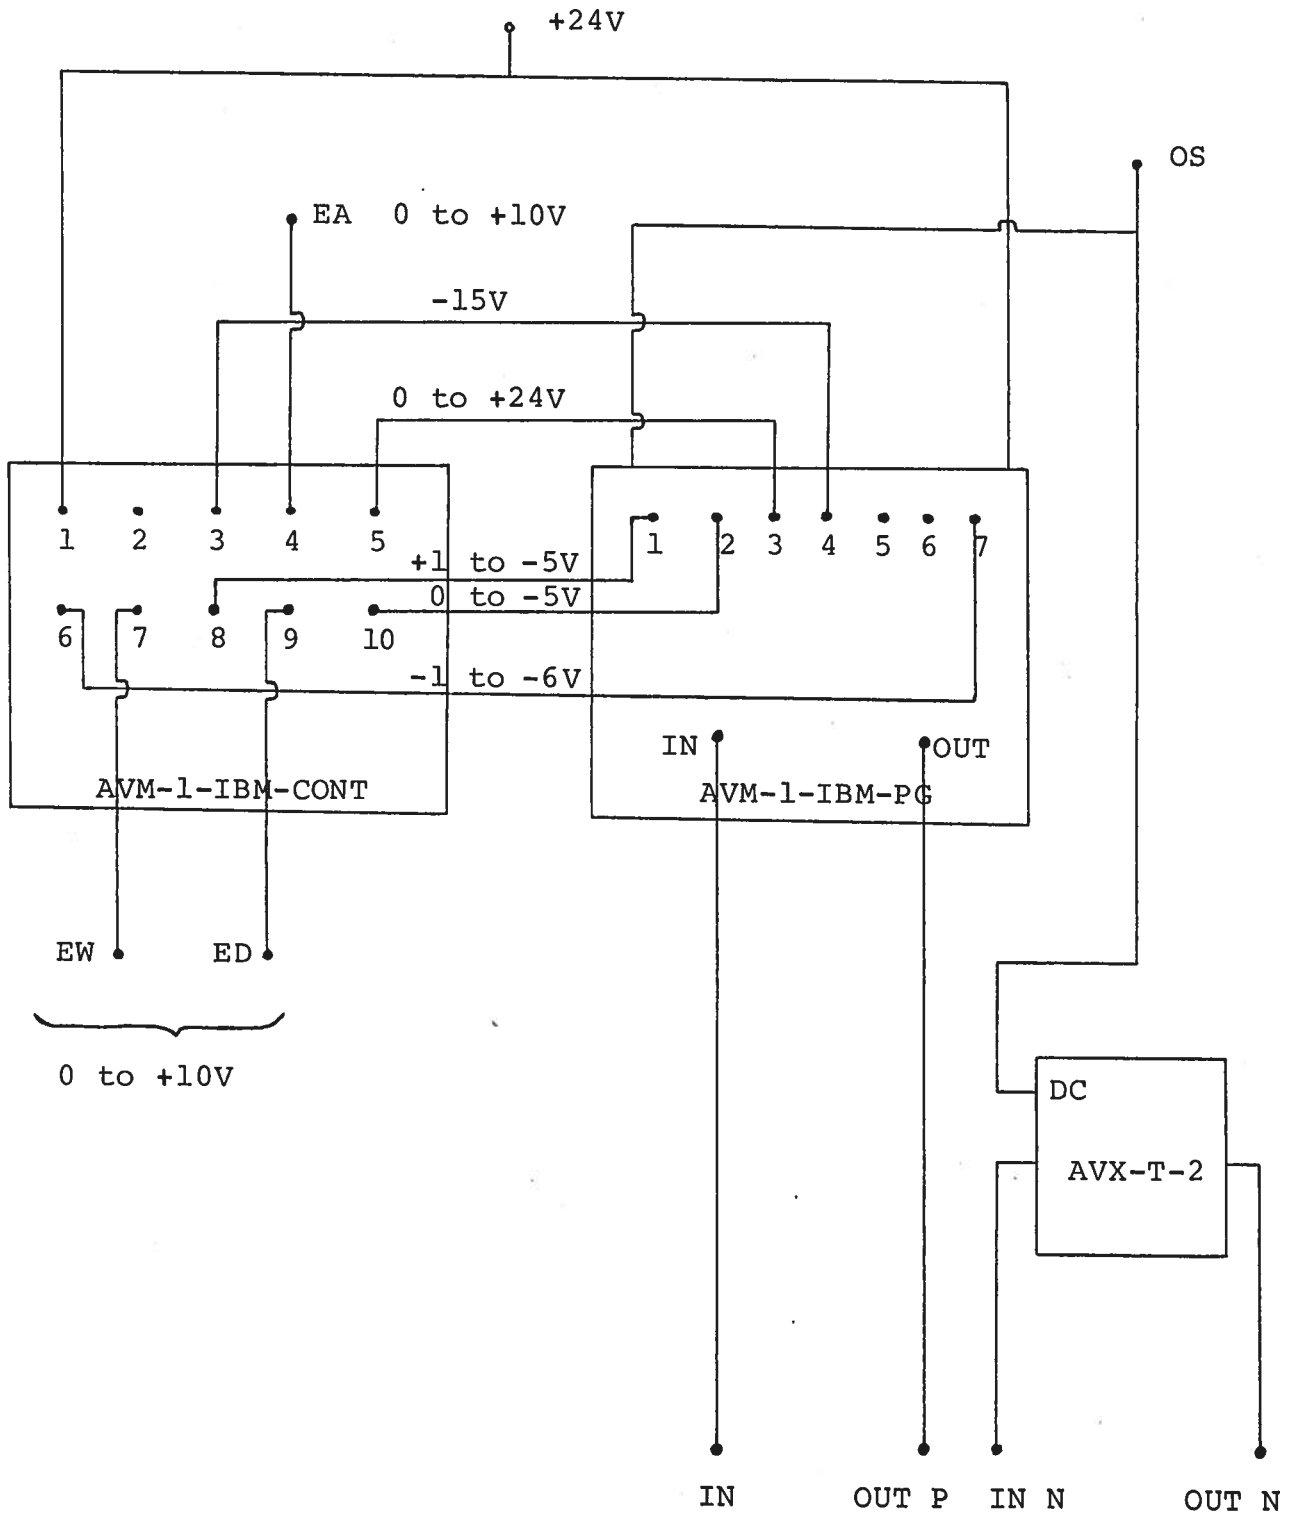 +24V
OS
EA 0 to +10V
-15V
0 to +24V
1 2 3 4 5
1 2 3 4 5 6 7
+1 to -5V
0 to -5V
6 7 8 9 10
-1 to -6V
IN OUT
AVM-1-IBM-CONT
AVM-1-IBM-PG
EW ED
0 to +10V
DC
AVX-T-2
IN OUT P IN N OUT N